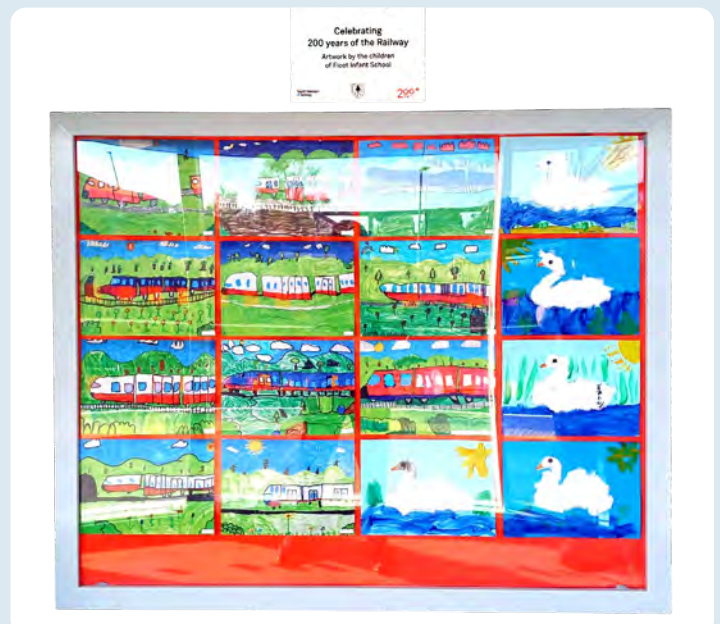 Celebrating
200 years of the Railway
Artwork by the children
of Fleet Infant School
200